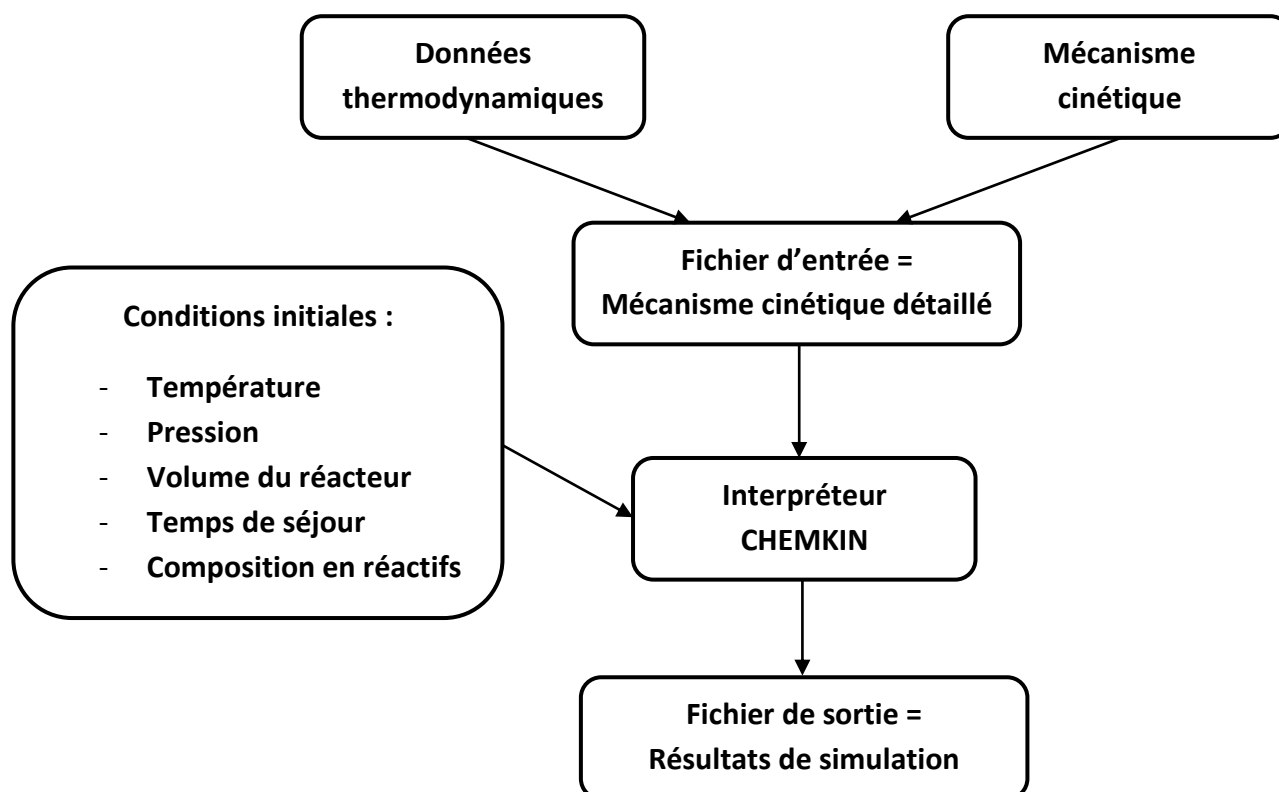 Données
thermodynamiques
Mécanisme
cinétique
Fichier d’entrée =
Mécanisme cinétique détaillé
Conditions initiales :
- Température
- Pression
- Volume du réacteur
- Temps de séjour
- Composition en réactifs
Interpréteur
CHEMKIN
Fichier de sortie =
Résultats de simulation